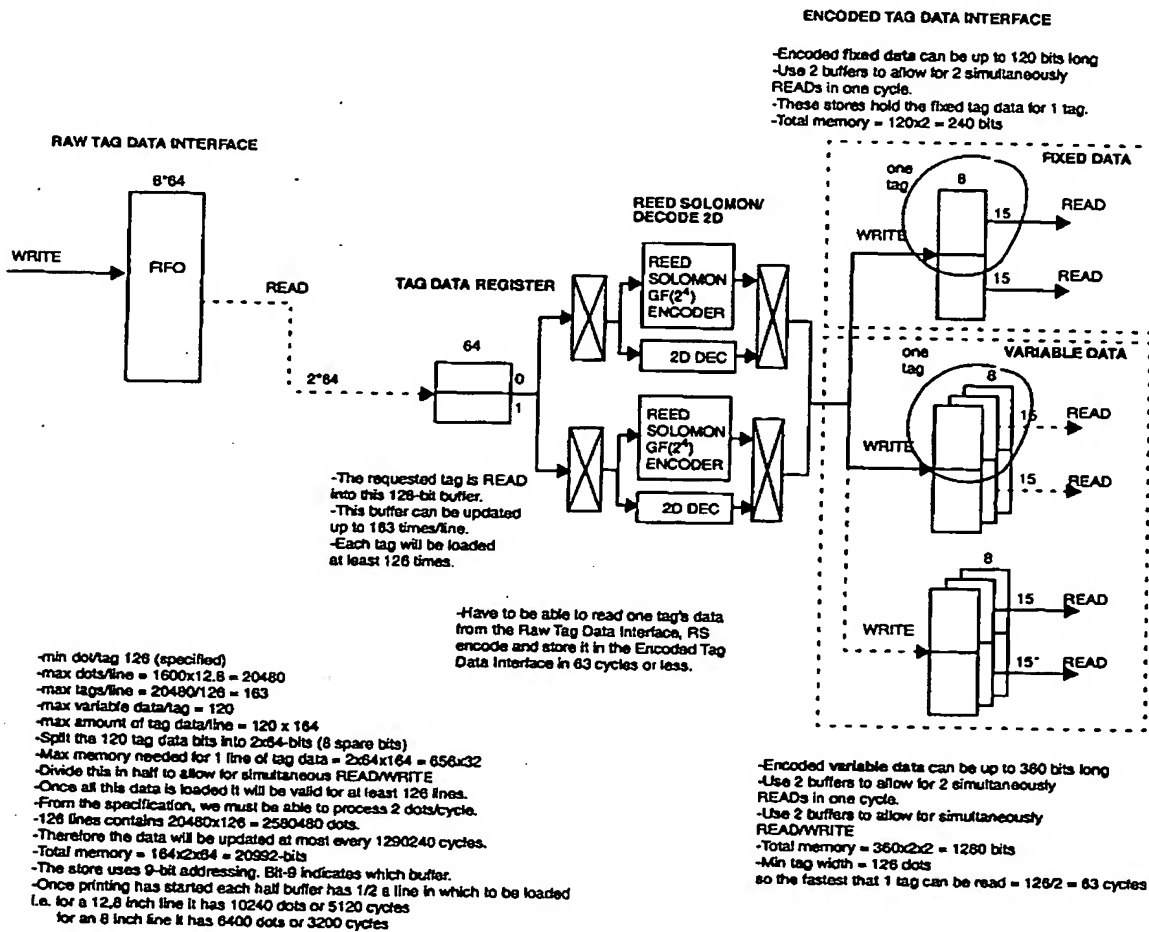 ENCODED TAG DATA INTERFACE
-Encoded fixed data can be up to 120 bits long
-Use 2 buffers to allow for 2 simultaneously
READs in one cycle.
-These stores hold the fixed tag data for 1 tag.
-Total memory = 120x2 = 240 bits
RAW TAG DATA INTERFACE
8*64
WRITE
FIFO
READ
2*64
TAG DATA REGISTER
64
0
1
REED SOLOMON/
DECODE 2D
REED
SOLOMON
GF(2⁴)
ENCODER
2D DEC
REED
SOLOMON
GF(2⁴)
ENCODER
2D DEC
FIXED DATA
one
tag
8
WRITE
15
READ
15
READ
VARIABLE DATA
one
tag
8
WRITE
15
READ
15
READ
8
WRITE
15
READ
15"
READ
-The requested tag is READ
into this 128-bit buffer.
-This buffer can be updated
up to 163 times/line.
-Each tag will be loaded
at least 126 times.
-Have to be able to read one tag's data
from the Raw Tag Data Interface, RS
encode and store it in the Encoded Tag
Data Interface in 63 cycles or less.
-min dot/tag 126 (specified)
-max dots/line = 1600x12.8 = 20480
-max tags/line = 20480/126 = 163
-max variable data/tag = 120
-max amount of tag data/line = 120 x 164
-Split the 120 tag data bits into 2x64-bits (8 spare bits)
-Max memory needed for 1 line of tag data = 2x64x164 = 656x32
-Divide this in half to allow for simultaneous READ/WRITE
-Once all this data is loaded it will be valid for at least 126 lines.
-From the specification, we must be able to process 2 dots/cycle.
-126 lines contains 20480x126 = 2580480 dots.
-Therefore the data will be updated at most every 1290240 cycles.
-Total memory = 164x2x64 = 20992-bits
-The store uses 9-bit addressing. Bit-9 indicates which buffer.
-Once printing has started each half buffer has 1/2 a line in which to be loaded
i.e. for a 12,8 inch line it has 10240 dots or 5120 cycles
for an 8 inch line it has 6400 dots or 3200 cycles
-Encoded variable data can be up to 360 bits long
-Use 2 buffers to allow for 2 simultaneously
READs in one cycle.
-Use 2 buffers to allow for simultaneously
READ/WRITE
-Total memory = 360x2x2 = 1280 bits
-Min tag width = 126 dots
so the fastest that 1 tag can be read = 126/2 = 63 cycles